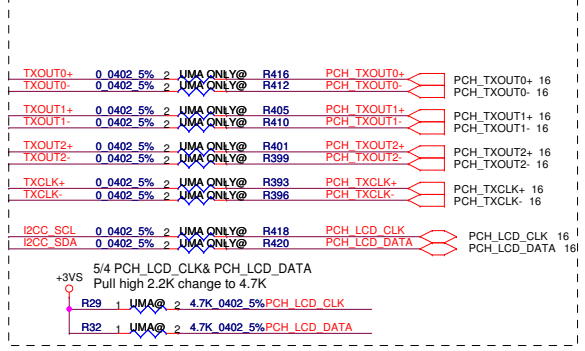 TXOUT0+ 0_0402_5% 2 UMA ONLY@ R416 PCH_TXOUT0+ PCH_TXOUT0+ 16
TXOUT0- 0_0402_5% 2 UMA ONLY@ R412 PCH_TXOUT0- PCH_TXOUT0- 16
TXOUT1+ 0_0402_5% 2 UMA ONLY@ R405 PCH_TXOUT1+ PCH_TXOUT1+ 16
TXOUT1- 0_0402_5% 2 UMA ONLY@ R410 PCH_TXOUT1- PCH_TXOUT1- 16
TXOUT2+ 0_0402_5% 2 UMA ONLY@ R401 PCH_TXOUT2+ PCH_TXOUT2+ 16
TXOUT2- 0_0402_5% 2 UMA ONLY@ R399 PCH_TXOUT2- PCH_TXOUT2- 16
TXCLK+ 0_0402_5% 2 UMA ONLY@ R393 PCH_TXCLK+ PCH_TXCLK+ 16
TXCLK- 0_0402_5% 2 UMA ONLY@ R396 PCH_TXCLK- PCH_TXCLK- 16
I2CC_SCL 0_0402_5% 2 UMA ONLY@ R418 PCH_LCD_CLK PCH_LCD_CLK 16
I2CC_SDA 0_0402_5% 2 UMA ONLY@ R420 PCH_LCD_DATA PCH_LCD_DATA 16
5/4 PCH_LCD_CLK& PCH_LCD_DATA
+3VS Pull high 2.2K change to 4.7K
R29 1 UMA@ 2 4.7K_0402_5% PCH_LCD_CLK
R32 1 UMA@ 2 4.7K_0402_5% PCH_LCD_DATA